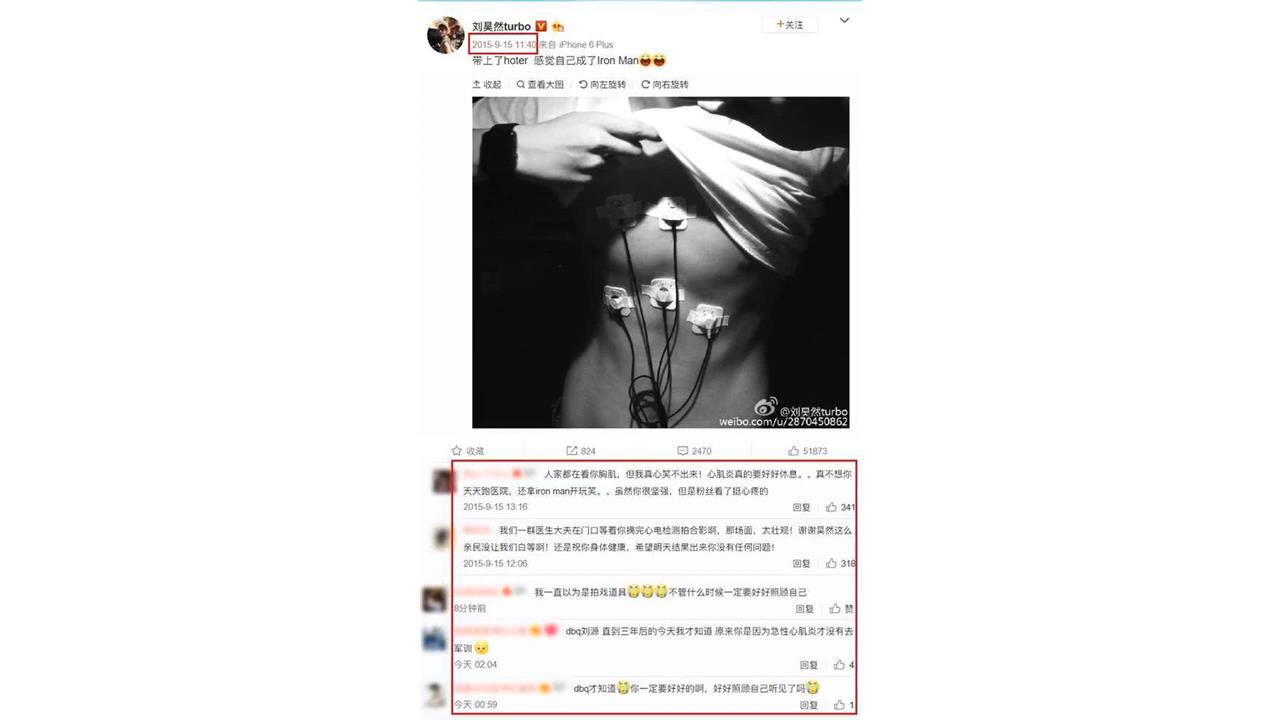 刘昊然turbo
+关注
2015-9-15 11:40 来自 iPhone 6 Plus
带上了hoter 感觉自己成了Iron Man
收起 查看大图 向左旋转 向右旋转
@刘昊然turbo
weibo.com/u/2870450862
收藏 824 2470 51873
人家都在看你胸肌，但我真心笑不出来！心肌炎真的要好好休息。。真不想你
天天跑医院，还拿iron man开玩笑。。虽然你很坚强，但是粉丝看了挺心疼的
2015-9-15 13:16 回复 341
我们一群医生大夫在门口等着你摘完心电检测拍合影啊，那场面，太壮观！谢谢昊然这么
亲民没让我们白等啊！还是祝你身体健康，希望明天结果出来你没有任何问题！
2015-9-15 12:06 回复 318
我一直以为是拍戏道具不管什么时候一定要好好照顾自己
8分钟前 回复 赞
dbq刘源 直到三年后的今天我才知道 原来你是因为急性心肌炎才没有去
军训
今天 02:04 回复 4
dbq才知道你一定要好好的啊，好好照顾自己听见了吗
今天 00:59 回复 1